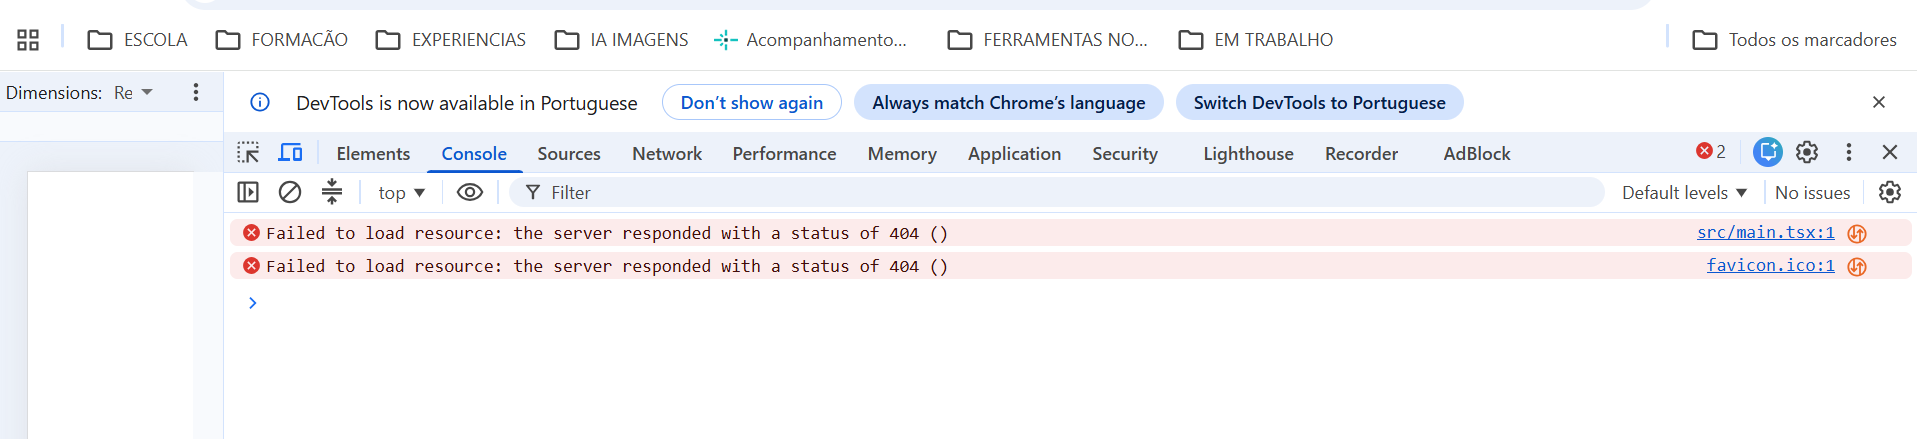 ESCOLA FORMACÃO EXPERIENCIAS IA IMAGENS Acompanhamento... FERRAMENTAS NO... EM TRABALHO Todos os marcadores
Dimensions: Re
DevTools is now available in Portuguese Don't show again Always match Chrome's language Switch DevTools to Portuguese
Elements Console Sources Network Performance Memory Application Security Lighthouse Recorder AdBlock 2
top Filter Default levels No issues
Failed to load resource: the server responded with a status of 404 () src/main.tsx:1
Failed to load resource: the server responded with a status of 404 () favicon.ico:1